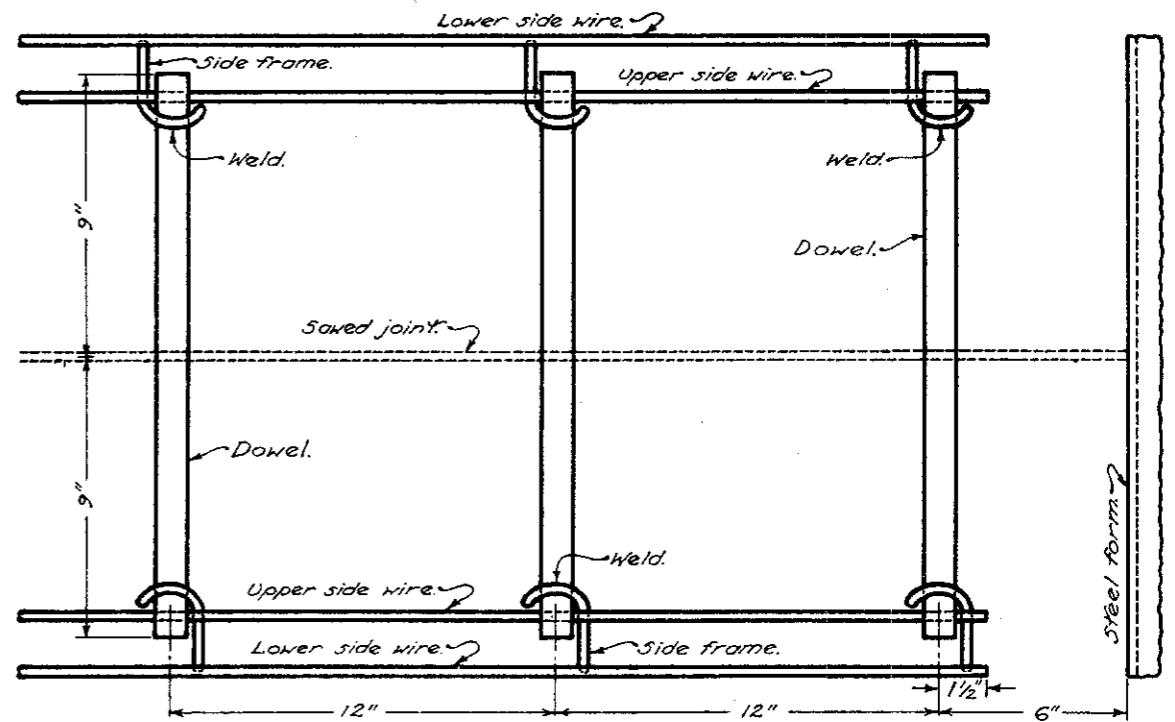 Lower side wire.
Side frame.
Upper side wire.
Weld.
Weld.
9"
Dowel.
Sawed joint.
Dowel.
9"
Weld.
Steel form.
Upper side wire.
Lower side wire.
Side frame.
1½"
12"
12"
6"